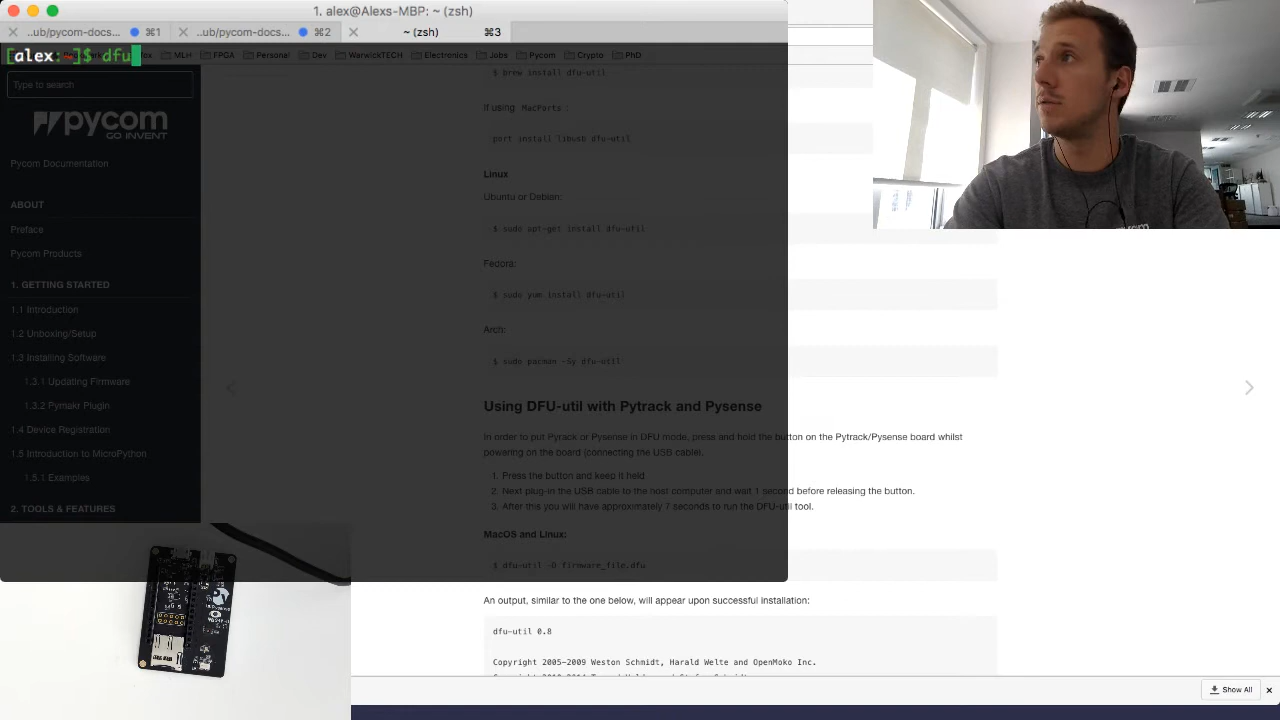 1. alex@Alexs-MBP: ~ (zsh)
...ub/pycom-documen... ⌘1
...ub/pycom-documen... ⌘2
~ (zsh) ⌘3
[alex:~]$ dfu
MLH
FPGA
Personal
Dev
WarwickTECH
Electronics
Jobs
Pycom
Crypto
PhD
Type to search
pycom
GO INVENT
Pycom Documentation
ABOUT
Preface
Pycom Products
1. GETTING STARTED
1.1 Introduction
1.2 Unboxing/Setup
1.3 Installing Software
1.3.1 Updating Firmware
1.3.2 Pymakr Plugin
1.4 Device Registration
1.5 Introduction to MicroPython
1.5.1 Examples
2. TOOLS & FEATURES
$ brew install dfu-util
If using MacPorts :
port install libusb dfu-util
Linux
Ubuntu or Debian:
$ sudo apt-get install dfu-util
Fedora:
$ sudo yum install dfu-util
Arch:
$ sudo pacman -Sy dfu-util
Using DFU-util with Pytrack and Pysense
In order to put Pyrack or Pysense in DFU mode, press and hold the button on the Pytrack/Pysense board whilst
powering on the board (connecting the USB cable).
1. Press the button and keep it held
2. Next plug-in the USB cable to the host computer and wait 1 second before releasing the button.
3. After this you will have approximately 7 seconds to run the DFU-util tool.
MacOS and Linux:
$ dfu-util -D firmware_file.dfu
An output, similar to the one below, will appear upon successful installation:
dfu-util 0.8
Copyright 2005-2009 Weston Schmidt, Harald Welte and OpenMoko Inc.
Show All